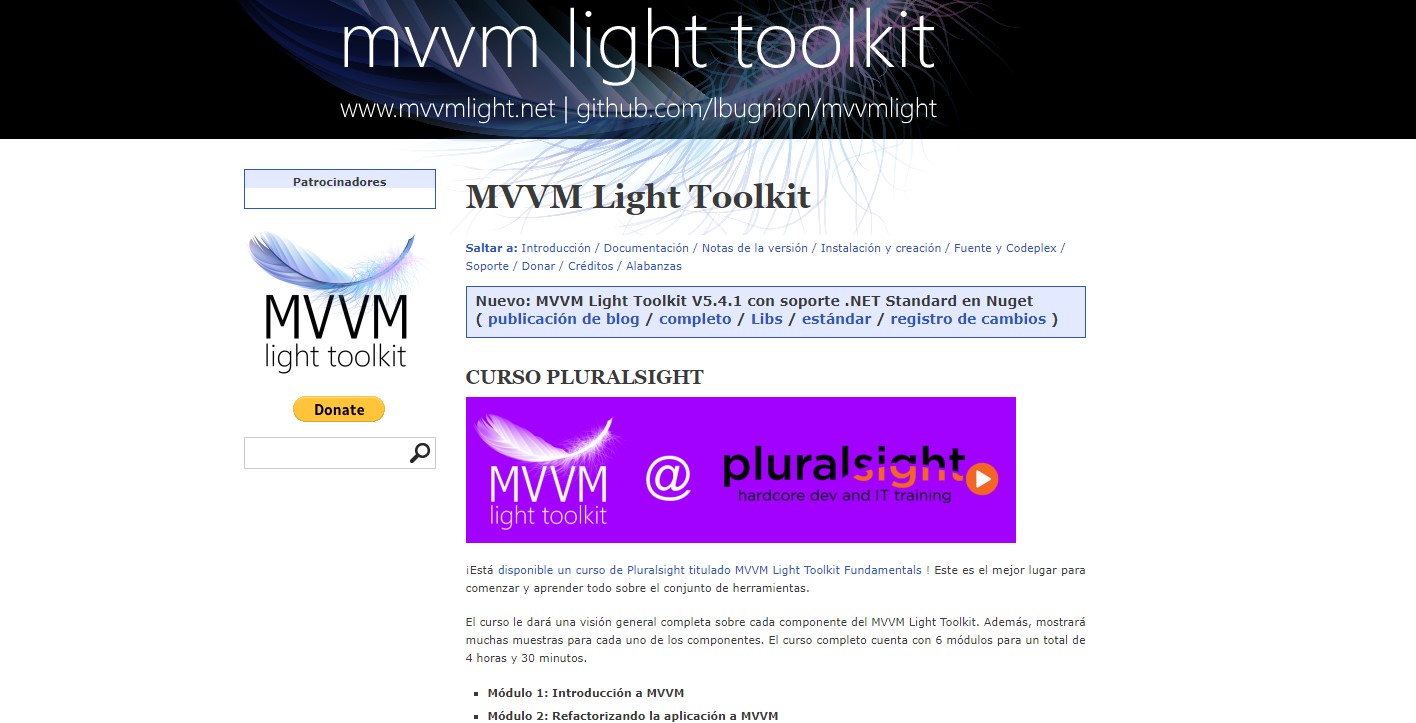 mvvm light toolkit
www.mvvmlight.net | github.com/lbugnion/mvvmlight
Patrocinadores
MVVM
light toolkit
Donate
MVVM Light Toolkit
Saltar a: Introducción / Documentación / Notas de la versión / Instalación y creación / Fuente y Codeplex /
Soporte / Donar / Créditos / Alabanzas
Nuevo: MVVM Light Toolkit V5.4.1 con soporte .NET Standard en Nuget
( publicación de blog / completo / Libs / estándar / registro de cambios )
CURSO PLURALSIGHT
MVVM
light toolkit
@
pluralsight
hardcore dev and IT training
¡Está disponible un curso de Pluralsight titulado MVVM Light Toolkit Fundamentals ! Este es el mejor lugar para
comenzar y aprender todo sobre el conjunto de herramientas.
El curso le dará una visión general completa sobre cada componente del MVVM Light Toolkit. Además, mostrará
muchas muestras para cada uno de los componentes. El curso completo cuenta con 6 módulos para un total de
4 horas y 30 minutos.
Módulo 1: Introducción a MVVM
Módulo 2: Refactorizando la aplicación a MVVM